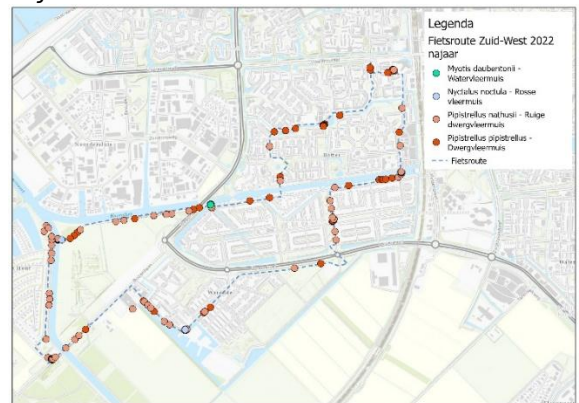 Legenda
Fietsroute Zuid-West 2022
najaar
Myotis daubentonii -
Watervleermuis
Nyctalus noctula - Rosse
vleermuis
Pipistrellus nathusii - Ruige
dwergvleermuis
Pipistrellus pipistrellus -
Dwergvleermuis
Fietsroute